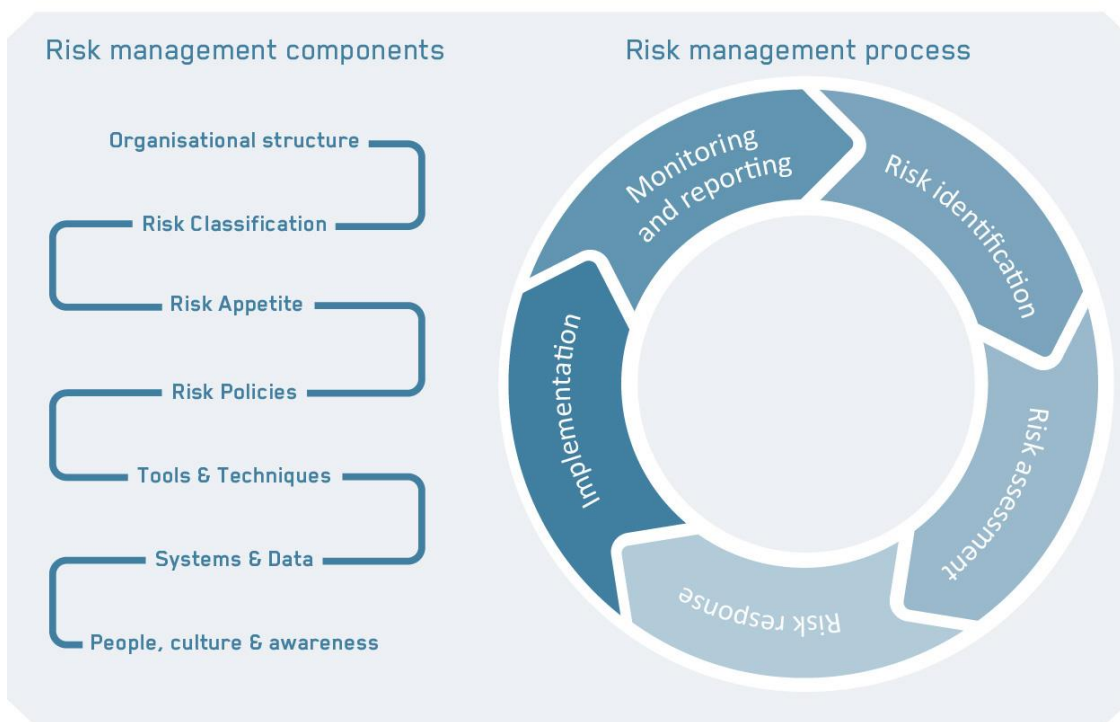 Risk management components
Organisational structure
Risk Classification
Risk Appetite
Risk Policies
Tools & Techniques
Systems & Data
People, culture & awareness
Risk management process
Risk identification
Risk assessment
Risk response
Implementation
Monitoring
and reporting